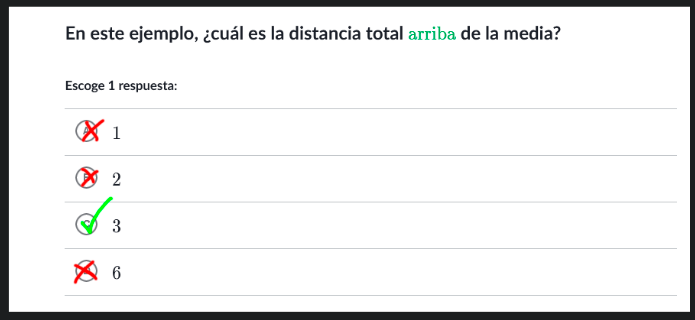 En este ejemplo, ¿cuál es la distancia total arriba de la media?
Escoge 1 respuesta:
1
2
C 3
6